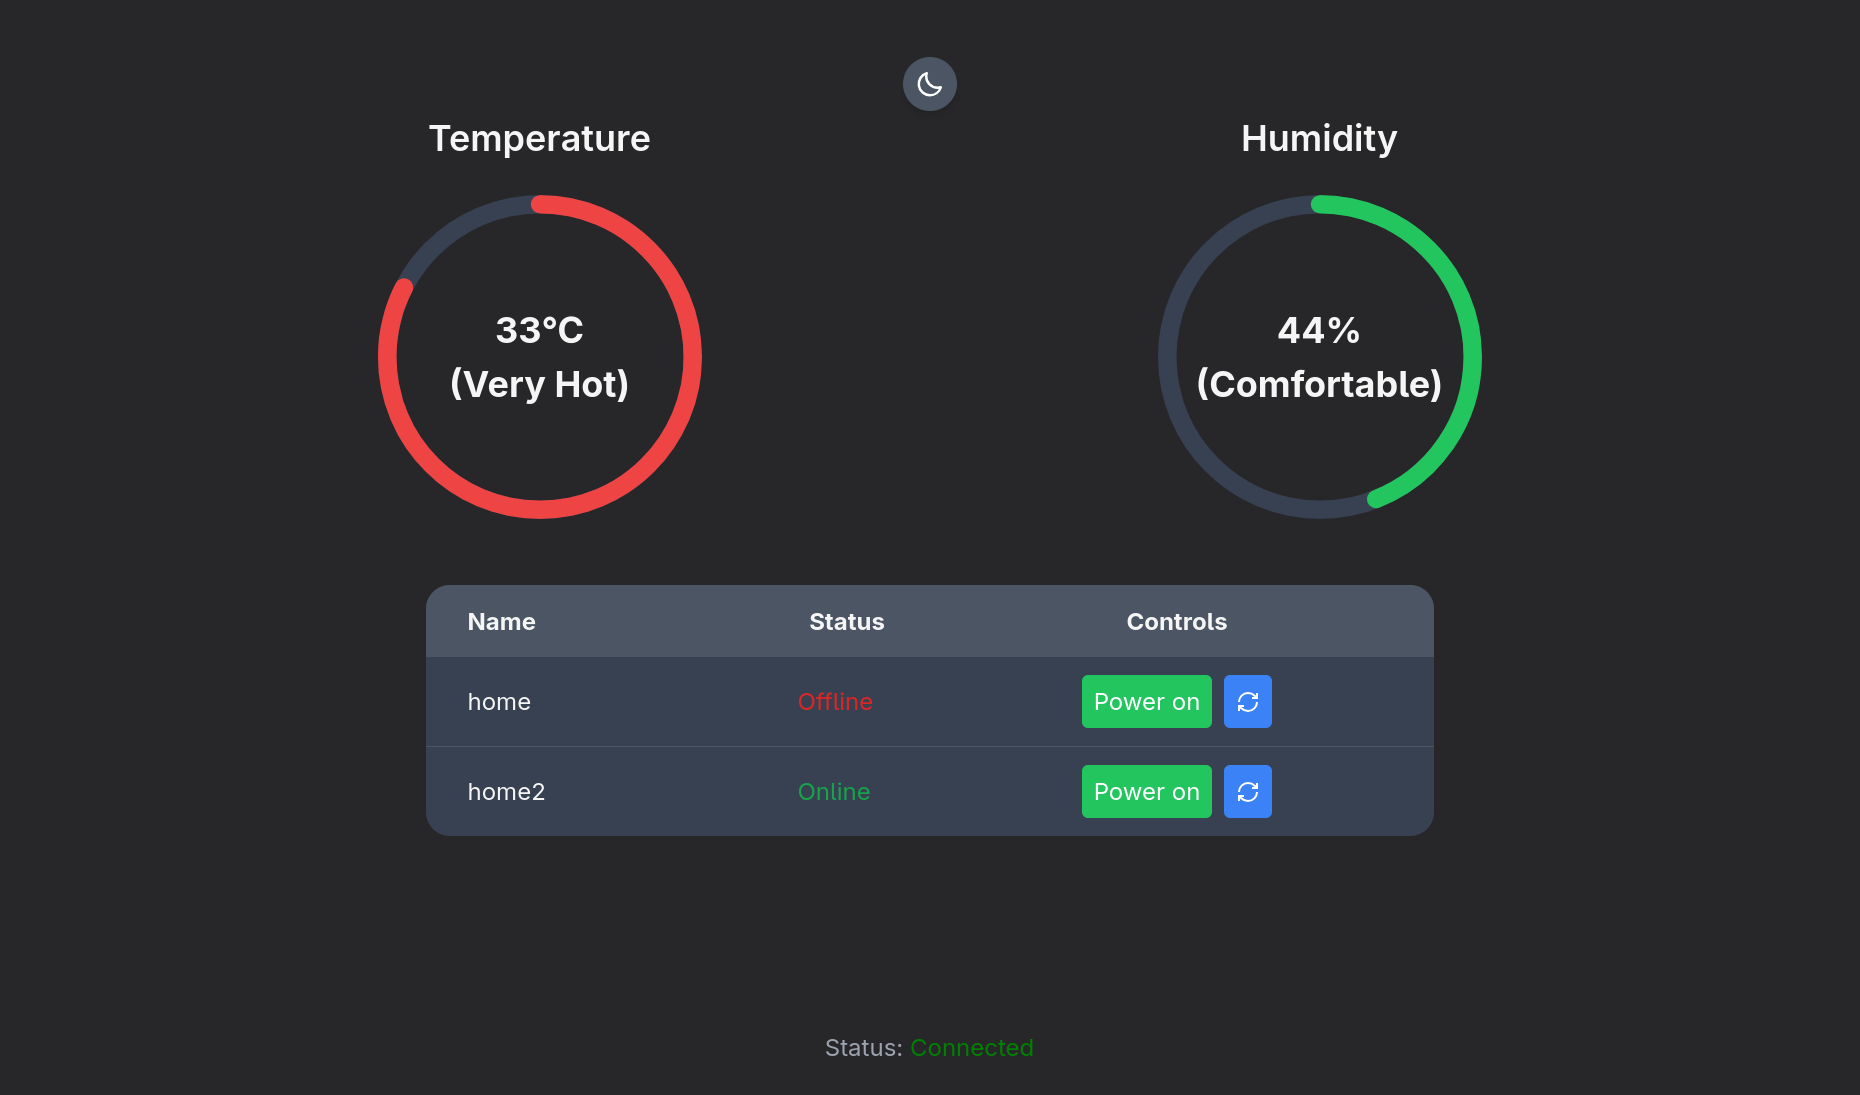 Temperature
Humidity
33°C
(Very Hot)
44%
(Comfortable)
Name Status Controls
home Offline Power on
home2 Online Power on
Status: Connected